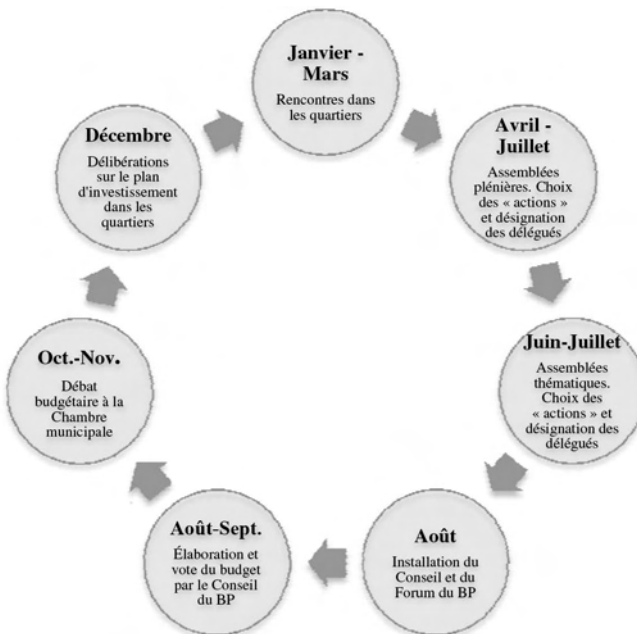 Janvier -
Mars
Rencontres dans
les quartiers
Avril -
Juillet
Assemblées
plénières. Choix
des « actions »
et désignation
des délégués
Juin-Juillet
Assemblées
thématiques.
Choix des
« actions » et
désignation des
délégués
Août
Installation du
Conseil et du
Forum du BP
Août-Sept.
Élaboration et
vote du budget
par le Conseil
du BP
Oct.-Nov.
Débat
budgétaire à la
Chambre
municipale
Décembre
Délibérations
sur le plan
d'investissement
dans les
quartiers